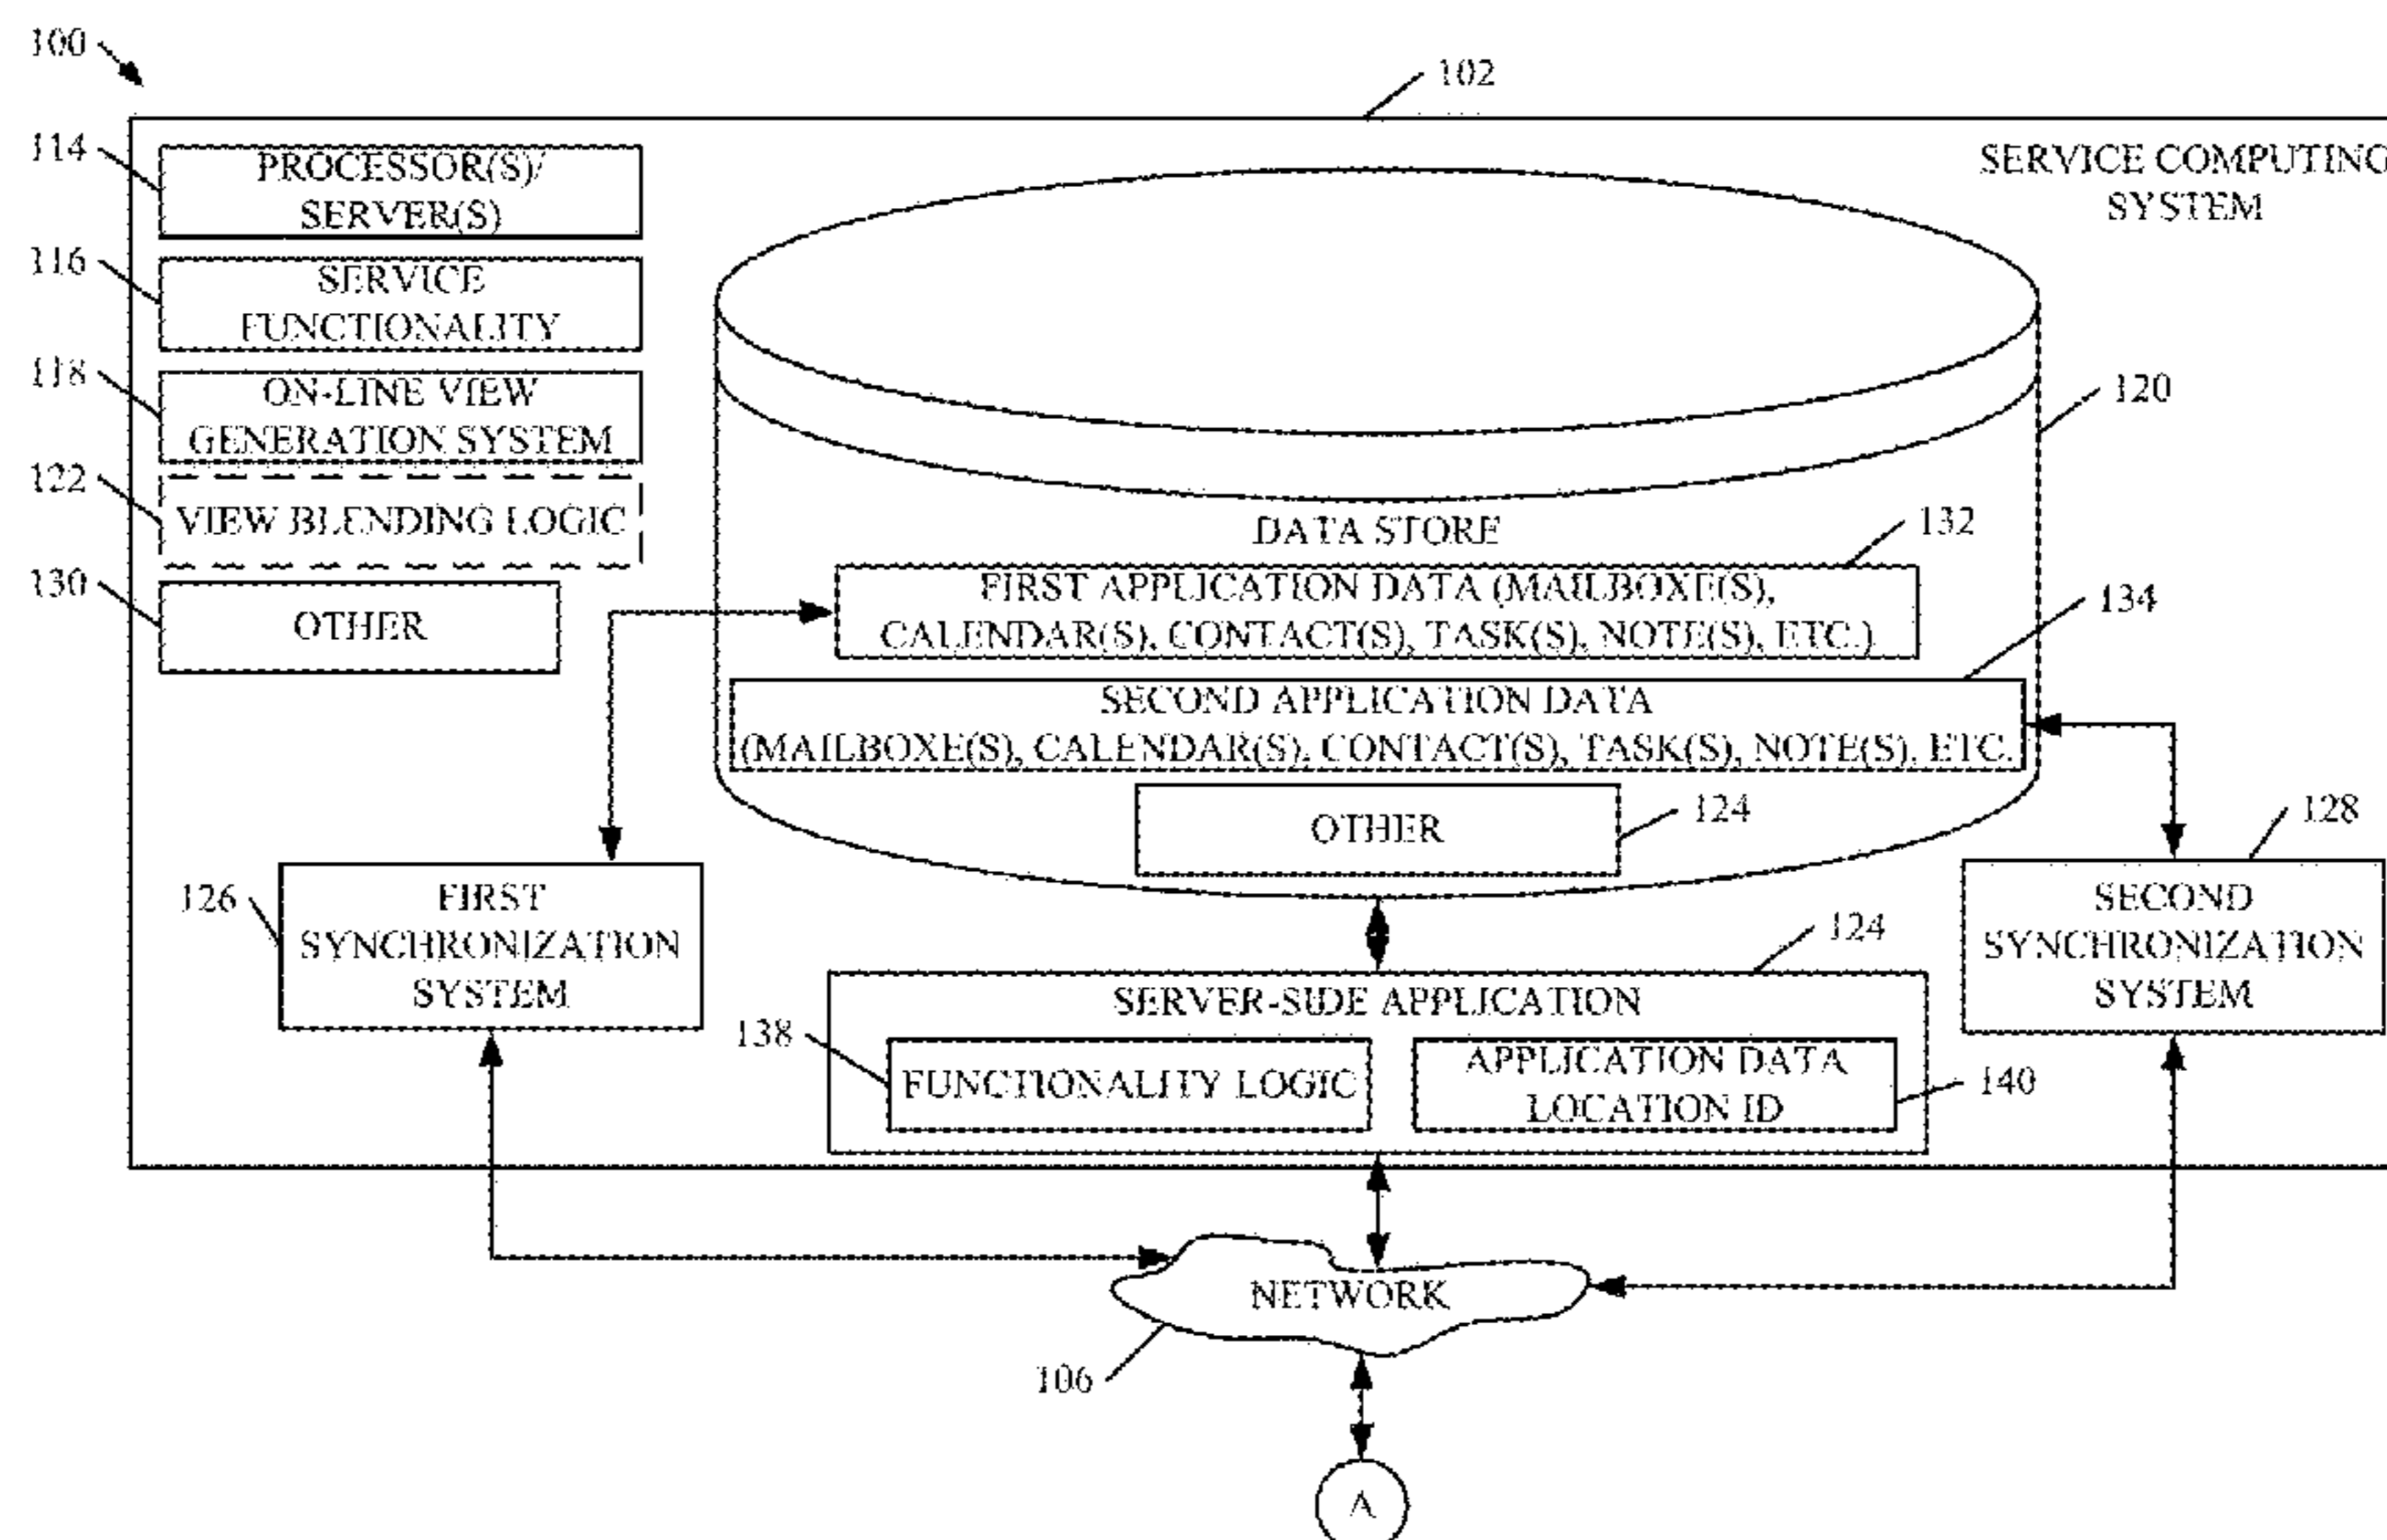 100
102
114
PROCESSOR(S)/
SERVER(S)
SERVICE COMPUTING
SYSTEM
116
SERVICE
FUNCTIONALITY
118
ON-LINE VIEW
GENERATION SYSTEM
120
122
VIEW BLENDING LOGIC
130
OTHER
DATA STORE
132
FIRST APPLICATION DATA (MAILBOXE(S),
CALENDAR(S), CONTACT(S), TASK(S), NOTE(S), ETC.)
134
SECOND APPLICATION DATA
(MAILBOXE(S), CALENDAR(S), CONTACT(S), TASK(S), NOTE(S), ETC.
OTHER
124
126
FIRST
SYNCHRONIZATION
SYSTEM
128
SECOND
SYNCHRONIZATION
SYSTEM
124
SERVER-SIDE APPLICATION
138
FUNCTIONALITY LOGIC
APPLICATION DATA
LOCATION ID
140
NETWORK
106
A